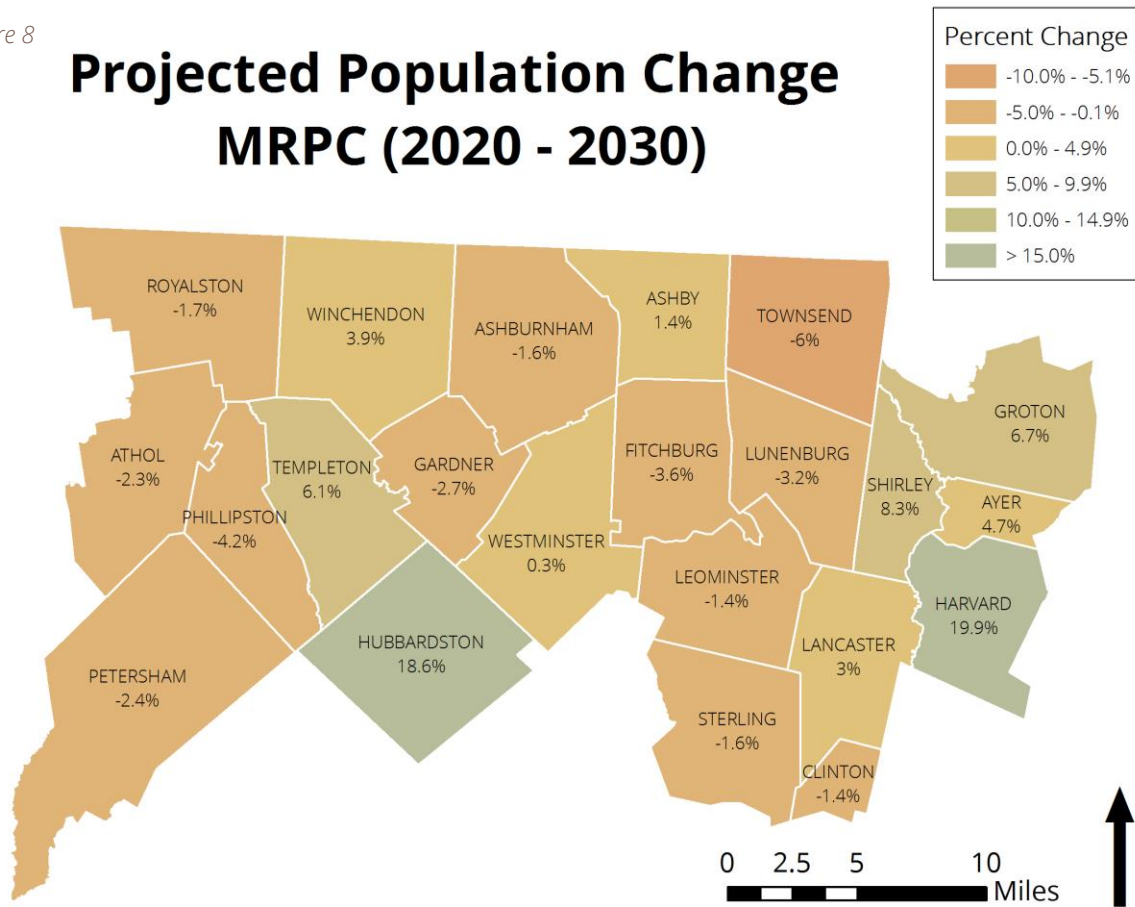 re 8
Projected Population Change
MRPC (2020 - 2030)
Percent Change
-10.0% - -5.1%
-5.0% - -0.1%
0.0% - 4.9%
5.0% - 9.9%
10.0% - 14.9%
> 15.0%
ROYALSTON
-1.7%
WINCHENDON
3.9%
ASHBURNHAM
-1.6%
ASHBY
1.4%
TOWNSEND
-6%
GROTON
6.7%
ATHOL
-2.3%
PHILLIPSTON
-4.2%
TEMPLETON
6.1%
GARDNER
-2.7%
FITCHBURG
-3.6%
LUNENBURG
-3.2%
SHIRLEY
8.3%
AYER
4.7%
WESTMINSTER
0.3%
LEOMINSTER
-1.4%
HARVARD
19.9%
HUBBARDSTON
18.6%
LANCASTER
3%
PETERSHAM
-2.4%
STERLING
-1.6%
CLINTON
-1.4%
0 2.5 5 10
Miles